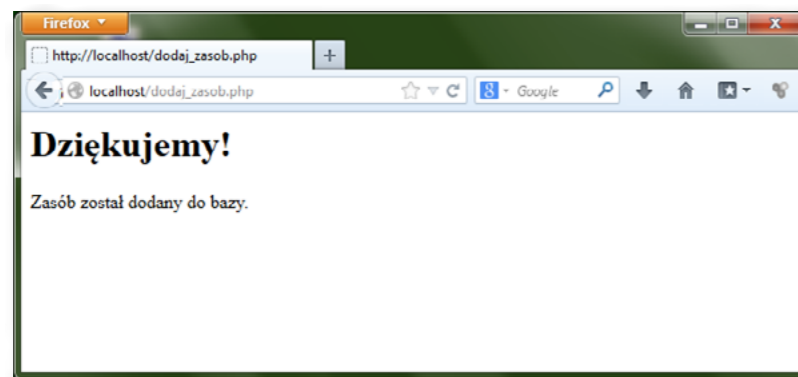 Firefox
http://localhost/dodaj_zasob.php
localhost/dodaj_zasob.php
Google
Dziękujemy!
Zasób został dodany do bazy.